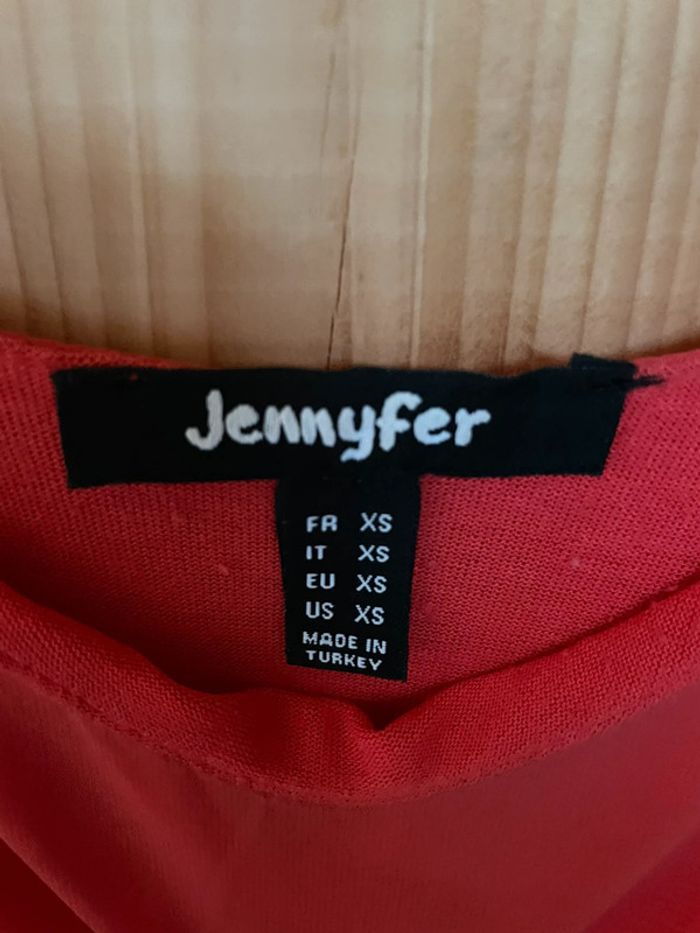 Jennyfer
FR XS
IT XS
EU XS
US XS
MADE IN
TURKEY